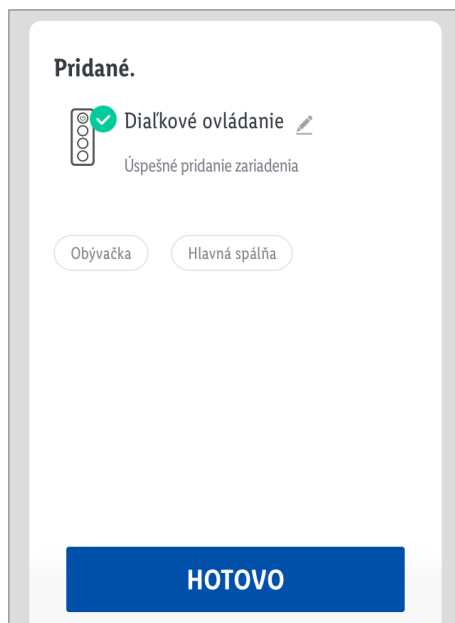 Pridané.
Diaľkové ovládanie
Úspešné pridanie zariadenia
Obývačka
Hlavná spálňa
HOTOVO